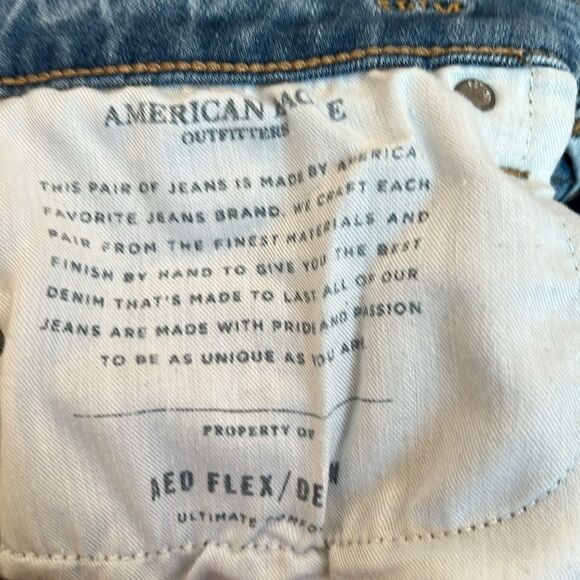 AMERICAN E
OUTFITTERS
THIS PAIR OF JEANS IS MADE BY AMERICA
FAVORITE JEANS BRAND. WE CRAFT EACH
PAIR FROM THE FINEST MATERIALS AND
FINISH BY HAND TO GIVE YOU THE BEST
DENIM THAT'S MADE TO LAST ALL OF OUR
JEANS ARE MADE WITH PRIDE AND PASSION
TO BE AS UNIQUE AS YOU ARE.
PROPERTY OF
AEO FLEX/DE
ULTIMATE